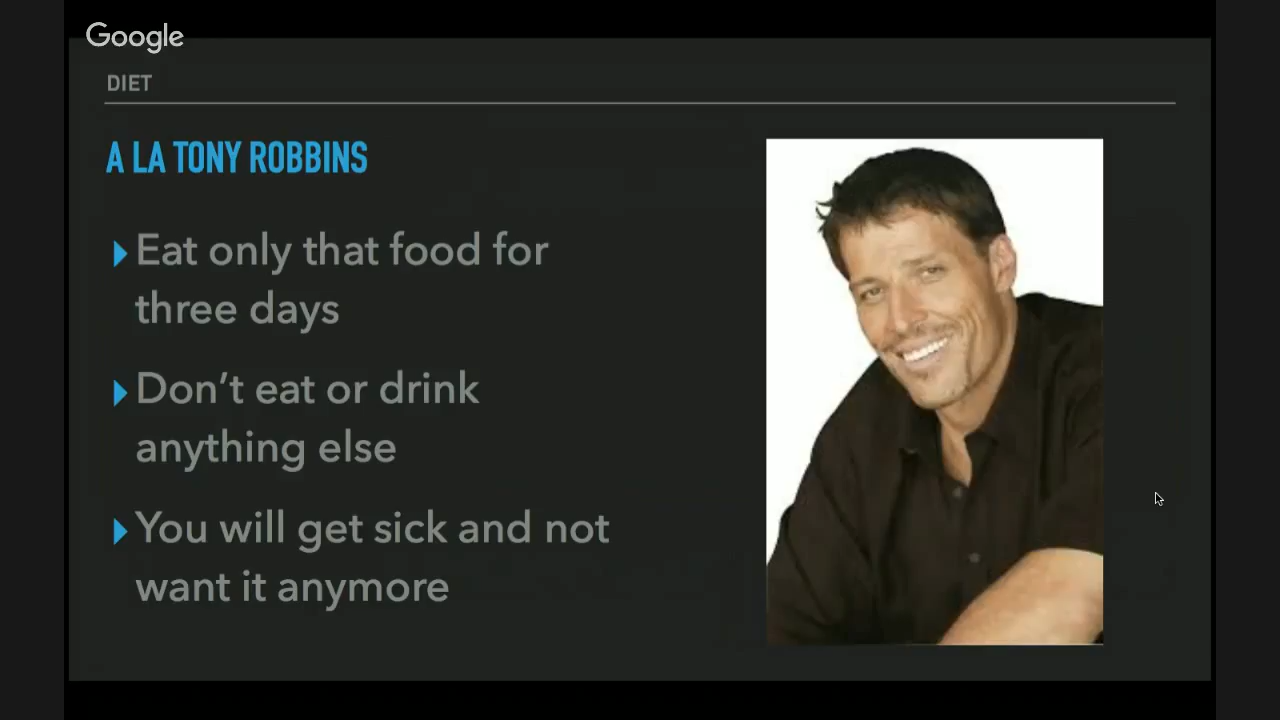 Google
DIET
A LA TONY ROBBINS
Eat only that food for
three days
Don’t eat or drink
anything else
You will get sick and not
want it anymore